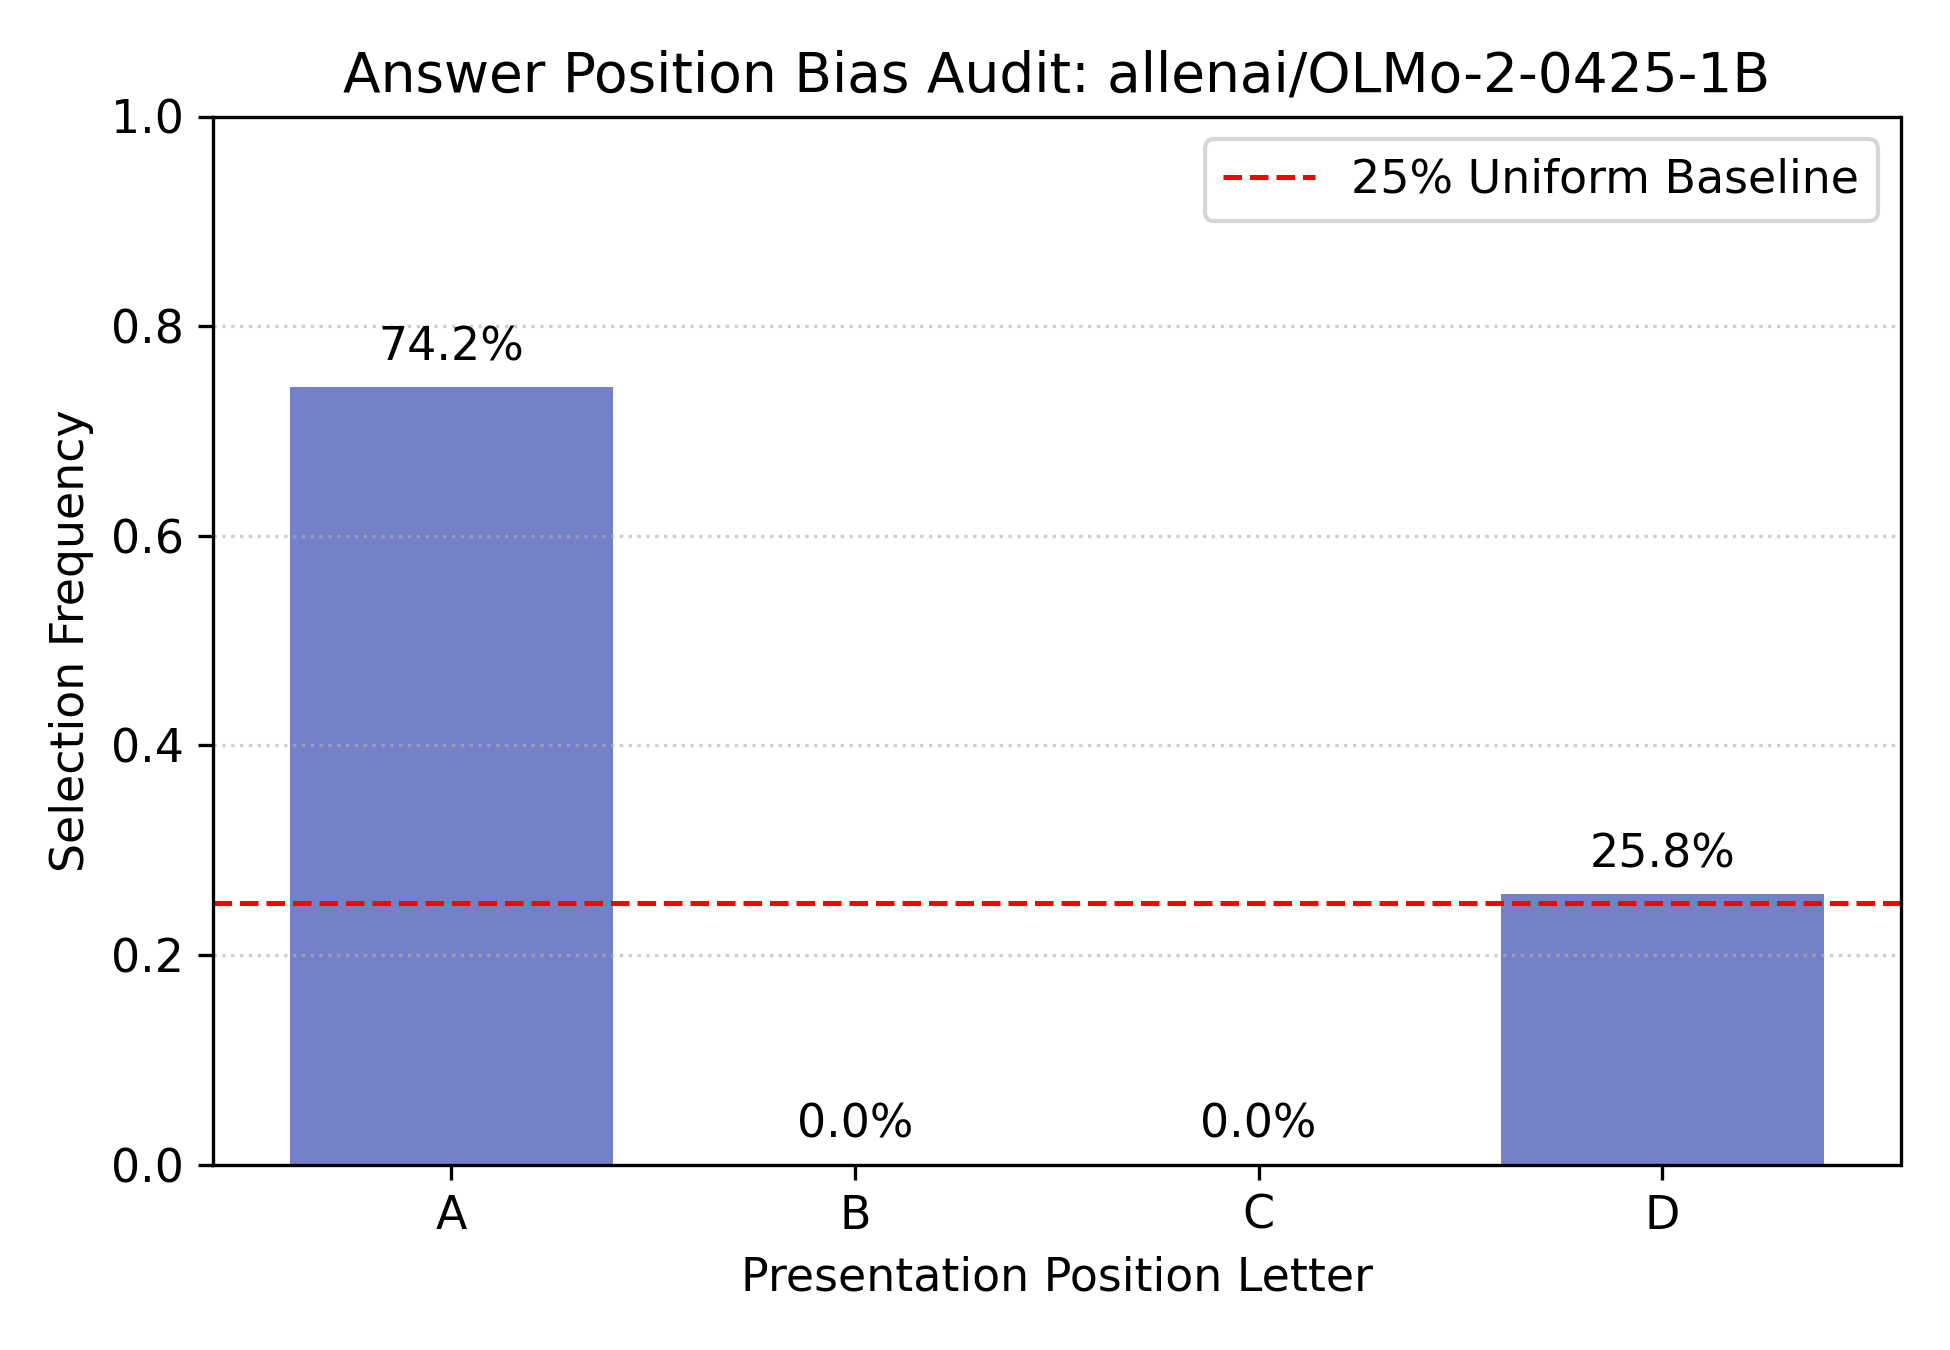 Answer Position Bias Audit: allenai/OLMo-2-0425-1B
25% Uniform Baseline
Selection Frequency
1.0
0.8
0.6
0.4
0.2
0.0
74.2%
0.0%
0.0%
25.8%
A
B
C
D
Presentation Position Letter